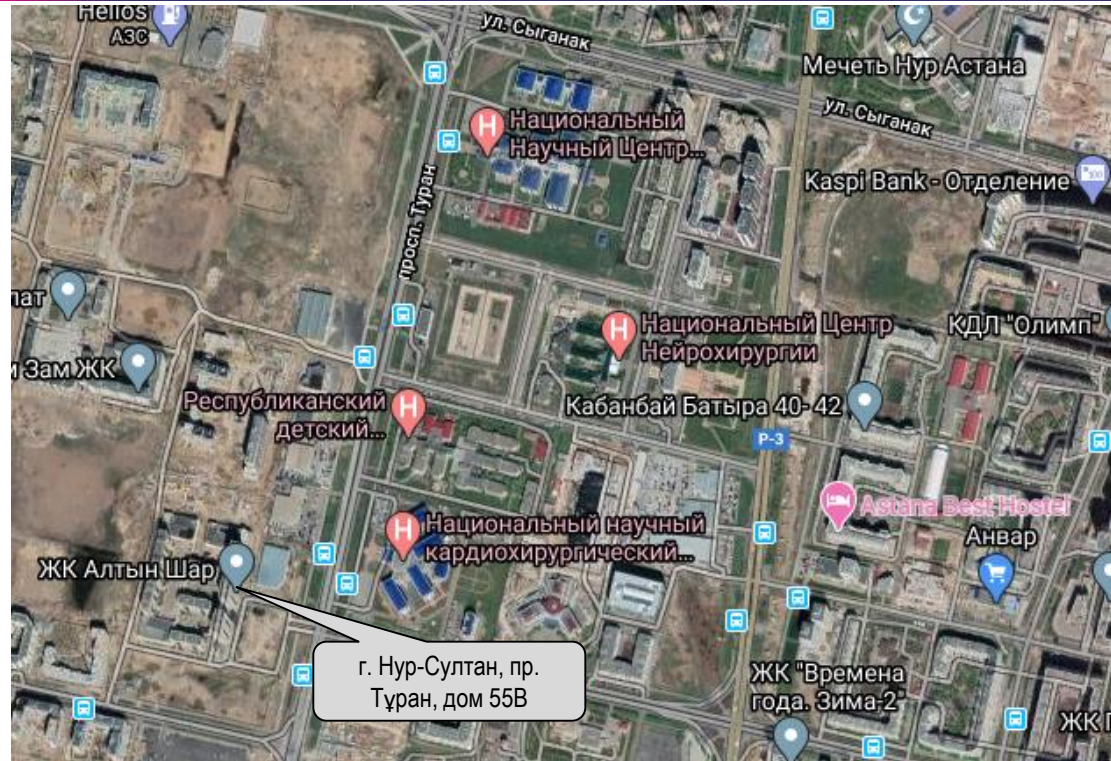 Helios
АЗС
ул. Сыганак
Мечеть Нур Астана
ул. Сыганак
Национальный
Научный Центр...
Kaspi Bank - Отделение
просп. Туран
лат
Национальный Центр
Нейрохирургии
КДЛ "Олимп"
м Зам ЖК
Республиканский
детский...
Кабанбай Батыра 40- 42
P-3
Astana Best Hostel
Национальный научный
кардиохирургический...
Анвар
ЖК Алтын Шар
г. Нур-Султан, пр.
Тұран, дом 55В
ЖК "Времена
года. Зима-2"
ЖК